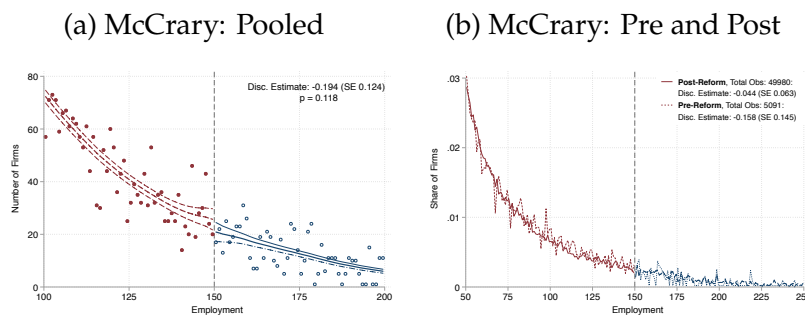 (a) McCrary: Pooled
Disc. Estimate: -0.194 (SE 0.124)
p = 0.118
Number of Firms
80
60
40
20
0
100
125
150
175
200
Employment
(b) McCrary: Pre and Post
Post-Reform, Total Obs: 49980:
Disc. Estimate: -0.044 (SE 0.063)
Pre-Reform, Total Obs: 5091:
Disc. Estimate: -0.158 (SE 0.145)
Share of Firms
.03
.02
.01
0
50
75
100
125
150
175
200
225
250
Employment